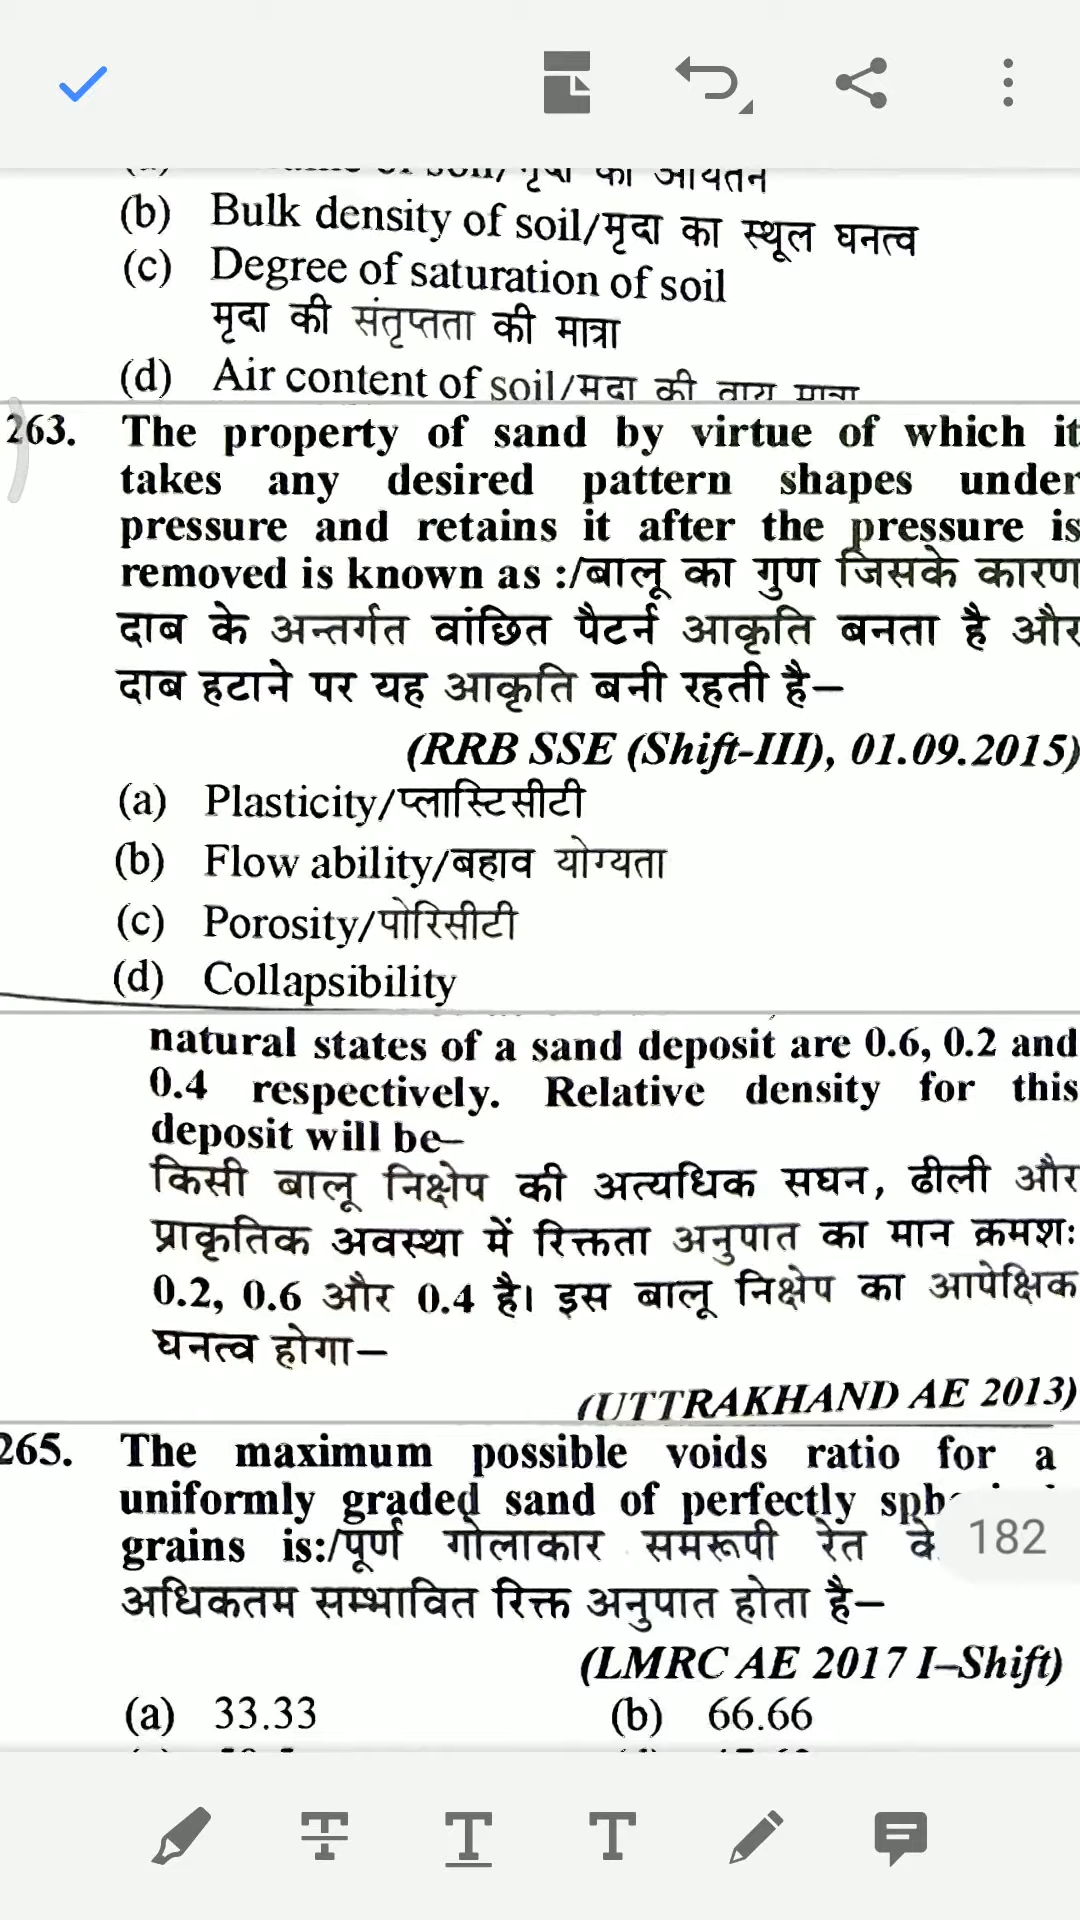 of soil/मृदा का आयतन
(b) Bulk density of soil/मृदा का स्थूल घनत्व
(c) Degree of saturation of soil
मृदा की संतृप्तता की मात्रा
(d) Air content of soil/मृदा की वायु मात्रा
263. The property of sand by virtue of which it
takes any desired pattern shapes under
pressure and retains it after the pressure is
removed is known as :/बालू का गुण जिसके कारण
दाब के अन्तर्गत वांछित पैटर्न आकृति बनता है और
दाब हटाने पर यह आकृति बनी रहती है–
(RRB SSE (Shift-III), 01.09.2015)
(a) Plasticity/प्लास्टिसीटी
(b) Flow ability/बहाव योग्यता
(c) Porosity/पोरिसीटी
(d) Collapsibility
natural states of a sand deposit are 0.6, 0.2 and
0.4 respectively. Relative density for this
deposit will be–
किसी बालू निक्षेप की अत्यधिक सघन, ढीली और
प्राकृतिक अवस्था में रिक्तता अनुपात का मान क्रमशः
0.2, 0.6 और 0.4 है। इस बालू निक्षेप का आपेक्षिक
घनत्व होगा–
(UTTRAKHAND AE 2013)
265. The maximum possible voids ratio for a
uniformly graded sand of perfectly
grains is:/पूर्ण गोलाकार समरूपी रेत
182
अधिकतम सम्भावित रिक्त अनुपात होता है–
(LMRC AE 2017 I–Shift)
(a) 33.33 (b) 66.66